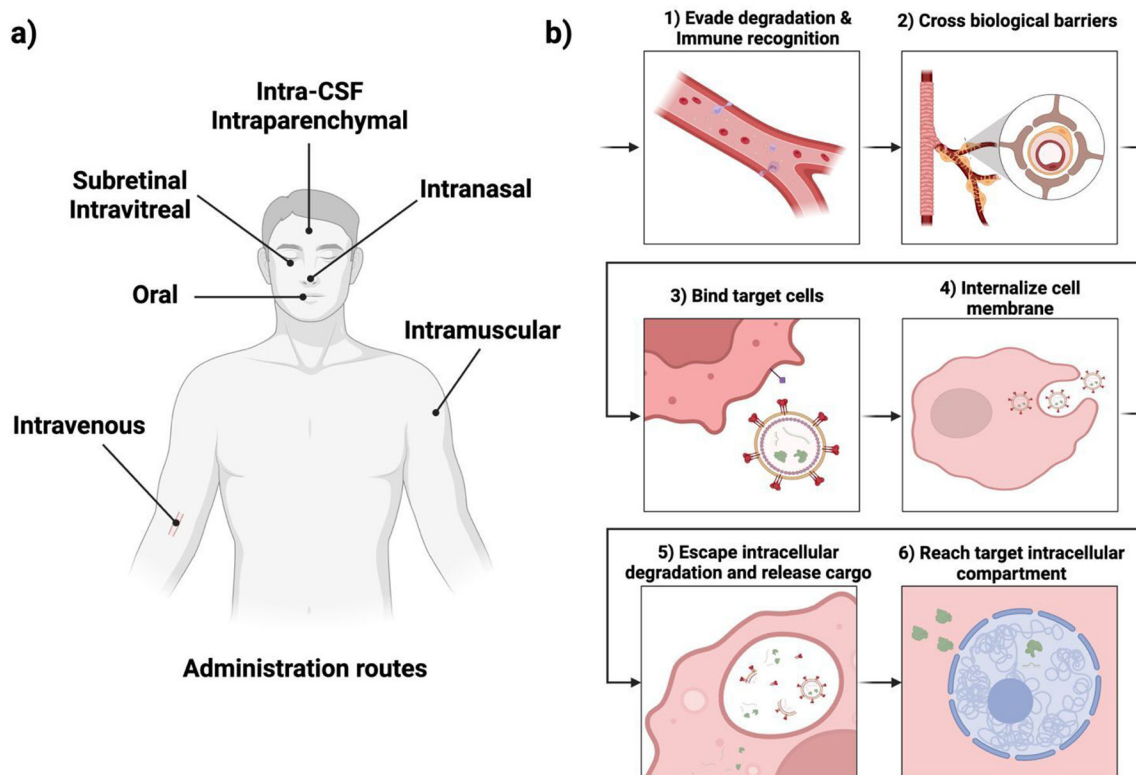 a)
Intra-CSF
Intraparenchymal
Subretinal
Intravitreal
Intranasal
Oral
Intramuscular
Intravenous
Administration routes
b)
1) Evade degradation &
Immune recognition
2) Cross biological barriers
3) Bind target cells
4) Internalize cell
membrane
5) Escape intracellular
degradation and release cargo
6) Reach target intracellular
compartment